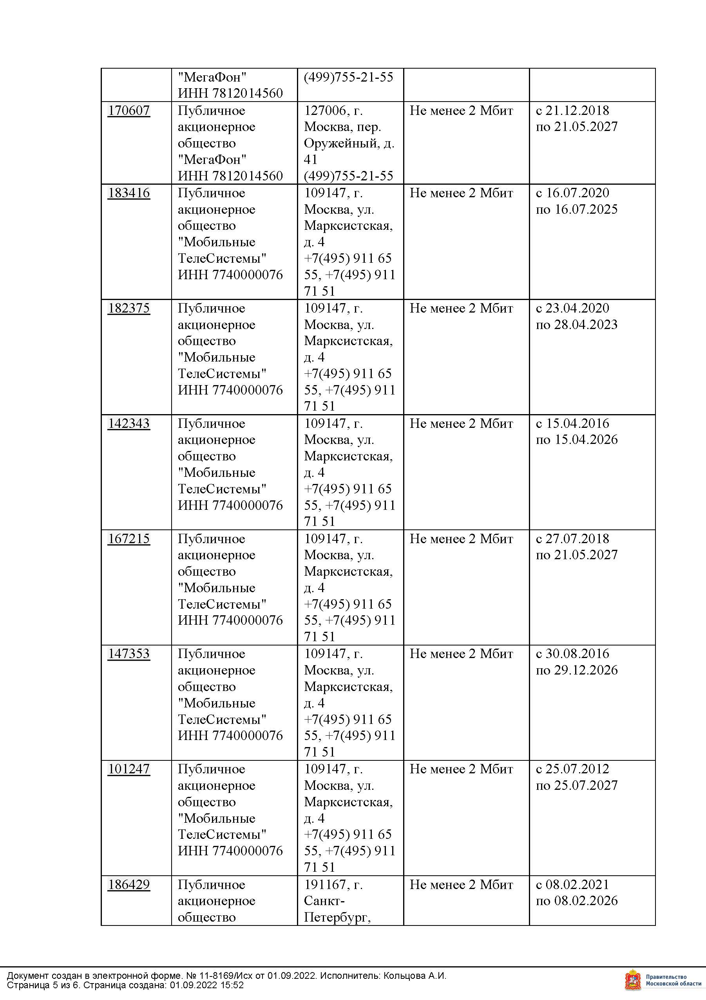 "МегаФон"
ИНН 7812014560
(499)755-21-55
170607
Публичное
акционерное
общество
"МегаФон"
ИНН 7812014560
127006, г.
Москва, пер.
Оружейный, д.
41
(499)755-21-55
Не менее 2 Мбит
с 21.12.2018
по 21.05.2027
183416
Публичное
акционерное
общество
"Мобильные
ТелеСистемы"
ИНН 7740000076
109147, г.
Москва, ул.
Марксистская,
д. 4
+7(495) 911 65
55, +7(495) 911
71 51
Не менее 2 Мбит
с 16.07.2020
по 16.07.2025
182375
Публичное
акционерное
общество
"Мобильные
ТелеСистемы"
ИНН 7740000076
109147, г.
Москва, ул.
Марксистская,
д. 4
+7(495) 911 65
55, +7(495) 911
71 51
Не менее 2 Мбит
с 23.04.2020
по 28.04.2023
142343
Публичное
акционерное
общество
"Мобильные
ТелеСистемы"
ИНН 7740000076
109147, г.
Москва, ул.
Марксистская,
д. 4
+7(495) 911 65
55, +7(495) 911
71 51
Не менее 2 Мбит
с 15.04.2016
по 15.04.2026
167215
Публичное
акционерное
общество
"Мобильные
ТелеСистемы"
ИНН 7740000076
109147, г.
Москва, ул.
Марксистская,
д. 4
+7(495) 911 65
55, +7(495) 911
71 51
Не менее 2 Мбит
с 27.07.2018
по 21.05.2027
147353
Публичное
акционерное
общество
"Мобильные
ТелеСистемы"
ИНН 7740000076
109147, г.
Москва, ул.
Марксистская,
д. 4
+7(495) 911 65
55, +7(495) 911
71 51
Не менее 2 Мбит
с 30.08.2016
по 29.12.2026
101247
Публичное
акционерное
общество
"Мобильные
ТелеСистемы"
ИНН 7740000076
109147, г.
Москва, ул.
Марксистская,
д. 4
+7(495) 911 65
55, +7(495) 911
71 51
Не менее 2 Мбит
с 25.07.2012
по 25.07.2027
186429
Публичное
акционерное
общество
191167, г.
Санкт-
Петербург,
Не менее 2 Мбит
с 08.02.2021
по 08.02.2026
Документ создан в электронной форме. № 11-8169/Исх от 01.09.2022. Исполнитель: Кольцова А.И.
Страница 5 из 6. Страница создана: 01.09.2022 15:52
Правительство
Московской области